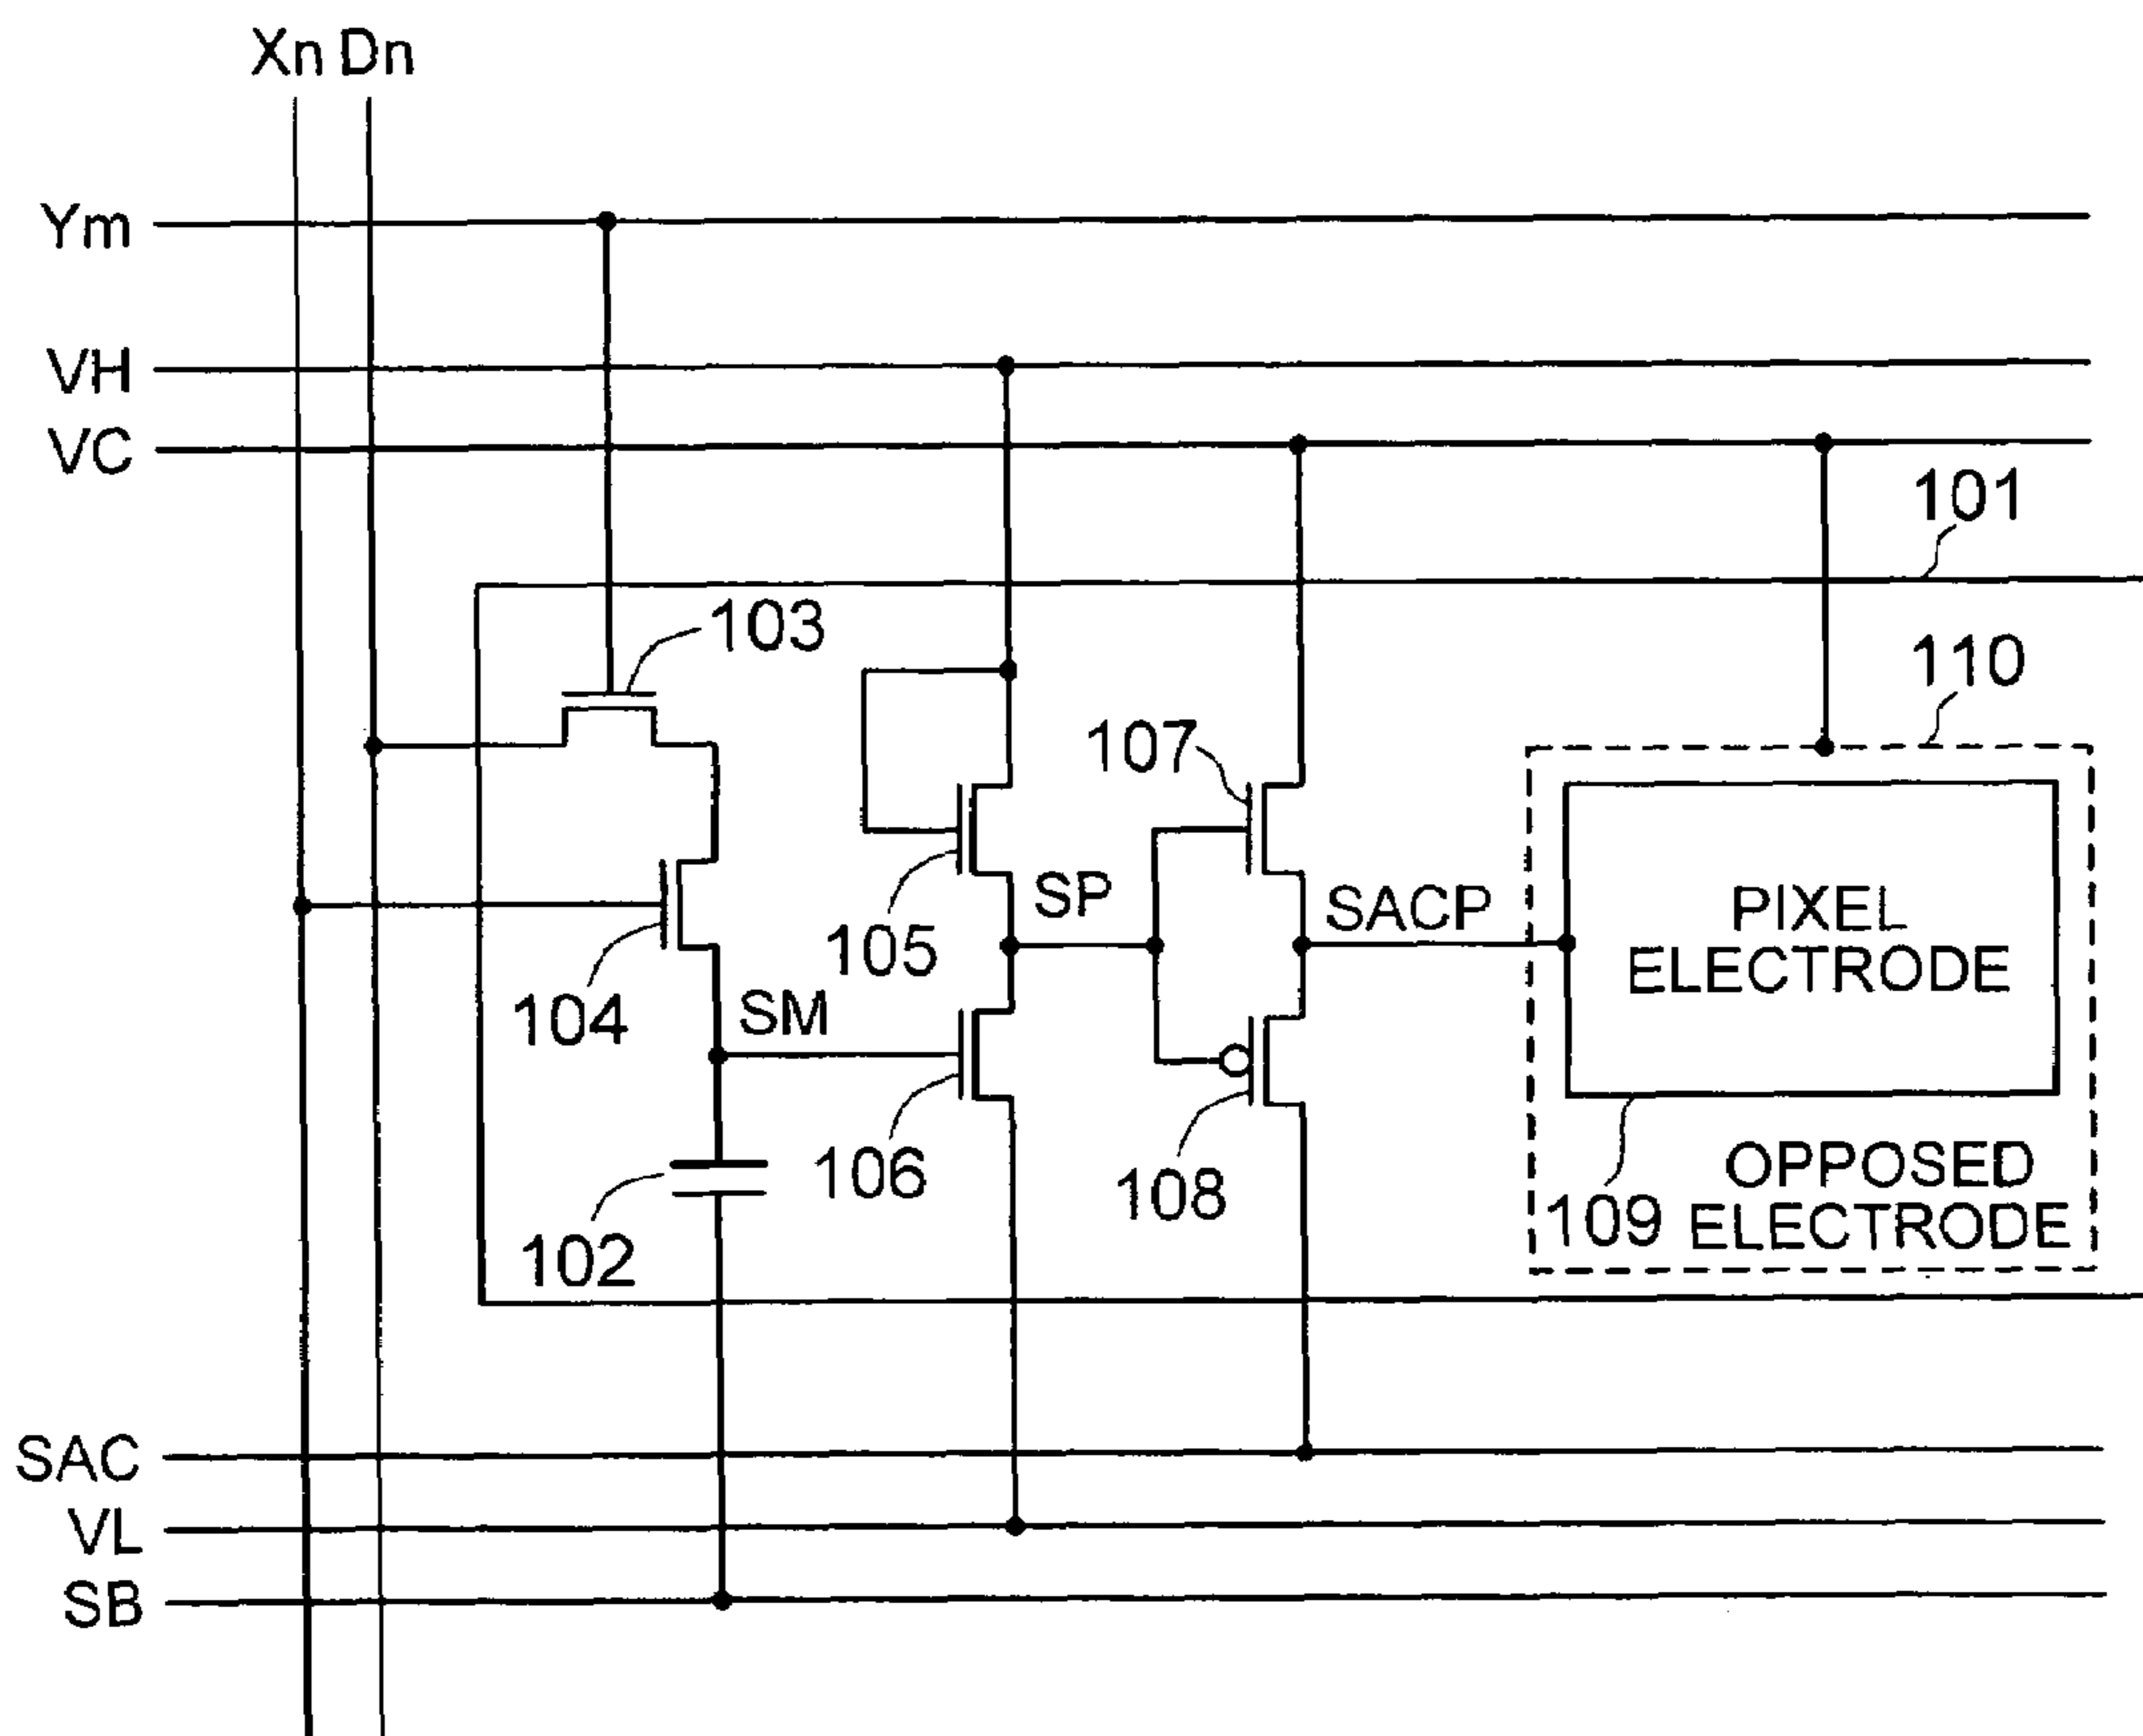 Xn Dn
Ym
VH
VC
101
103
110
107
105
SP
SACP
PIXEL
ELECTRODE
104
SM
106
108
OPPOSED
109 ELECTRODE
102
SAC
VL
SB